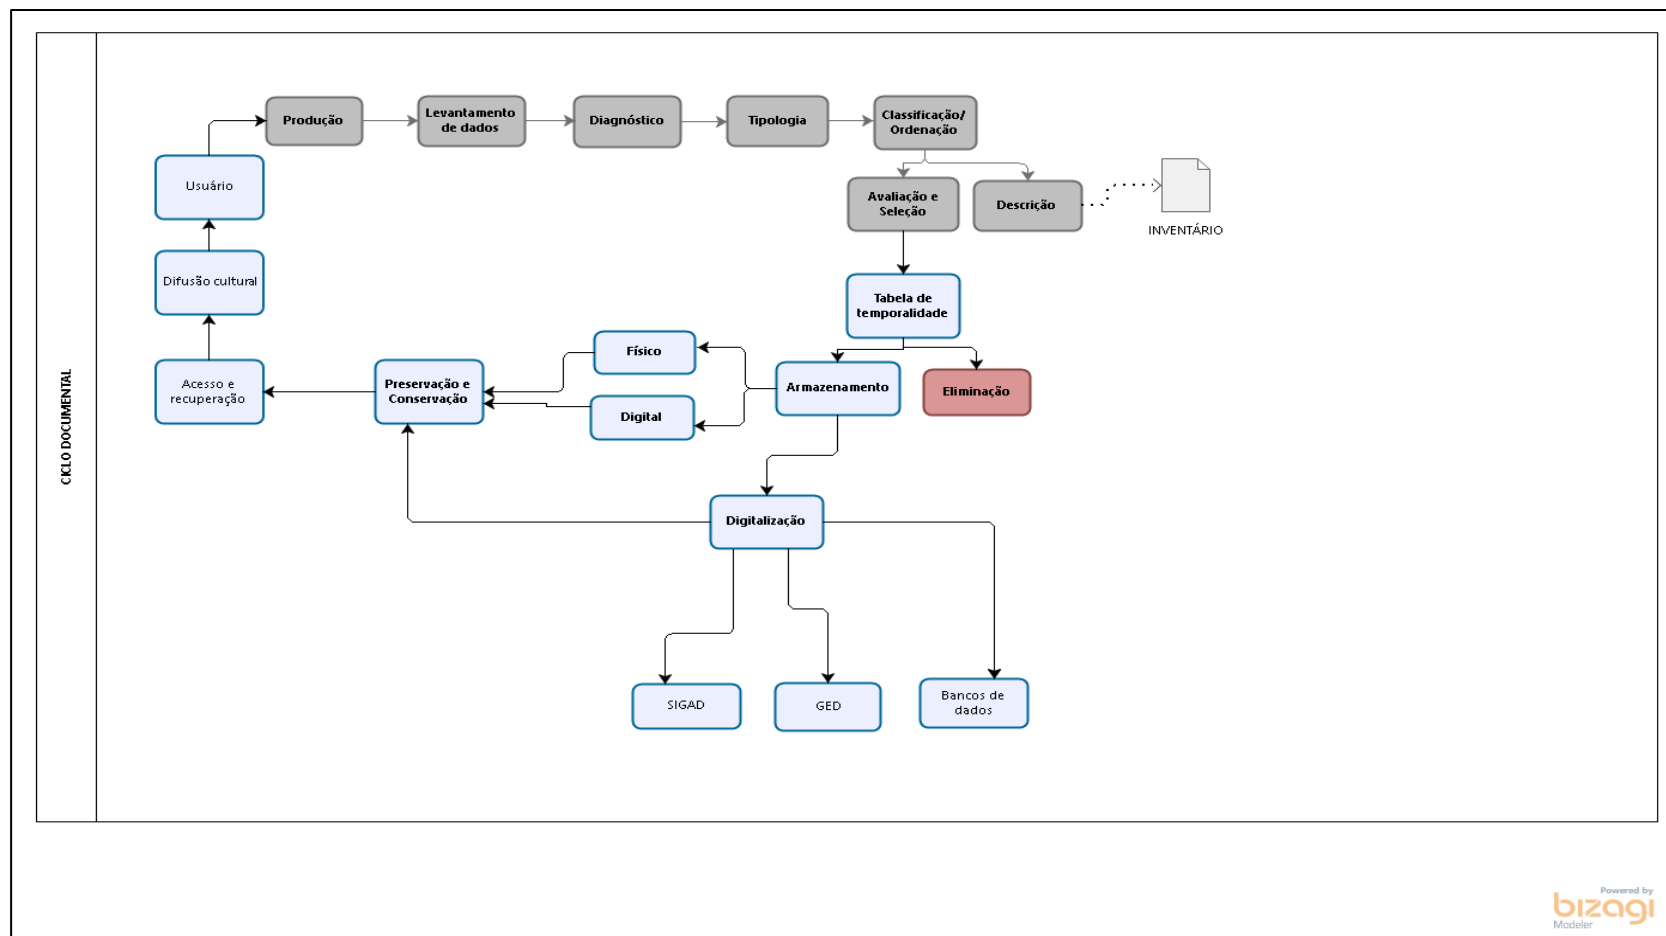 CICLO DOCUMENTAL
Produção
Levantamento
de dados
Diagnóstico
Tipologia
Classificação/
Ordenação
Usuário
Avaliação e
Seleção
Descrição
INVENTÁRIO
Difusão cultural
Tabela de
temporalidade
Físico
Acesso e
recuperação
Preservação e
Conservação
Armazenamento
Eliminação
Digital
Digitalização
SIGAD
GED
Bancos de
dados
Powered by
bizagi
Modeler